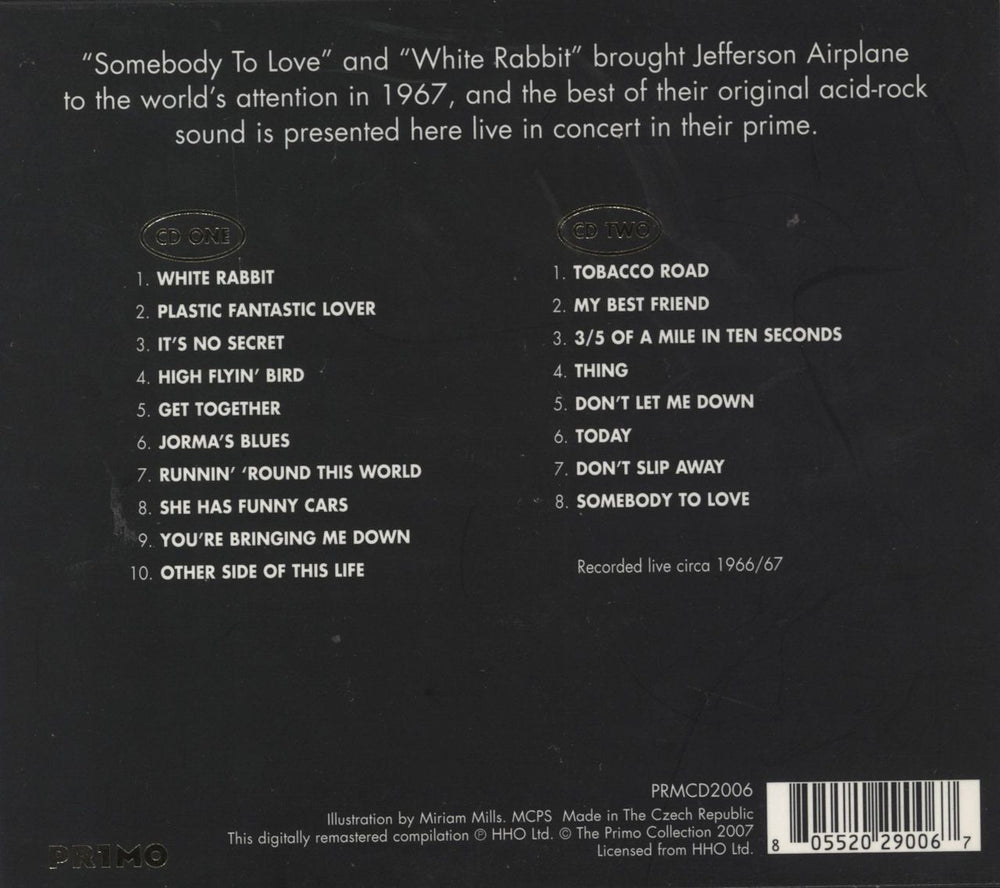 “Somebody To Love” and “White Rabbit” brought Jefferson Airplane
to the world’s attention in 1967, and the best of their original acid-rock
sound is presented here live in concert in their prime.
CD ONE
1. WHITE RABBIT
2. PLASTIC FANTASTIC LOVER
3. IT’S NO SECRET
4. HIGH FLYIN’ BIRD
5. GET TOGETHER
6. JORMA’S BLUES
7. RUNNIN’ ‘ROUND THIS WORLD
8. SHE HAS FUNNY CARS
9. YOU’RE BRINGING ME DOWN
10. OTHER SIDE OF THIS LIFE
CD TWO
1. TOBACCO ROAD
2. MY BEST FRIEND
3. 3/5 OF A MILE IN TEN SECONDS
4. THING
5. DON’T LET ME DOWN
6. TODAY
7. DON’T SLIP AWAY
8. SOMEBODY TO LOVE
Recorded live circa 1966/67
PRMCD2006
Illustration by Miriam Mills. MCPS Made in The Czech Republic
This digitally remastered compilation ℗ HHO Ltd. © The Primo Collection 2007
Licensed from HHO Ltd.
PR1MO
8 05520 29006 7